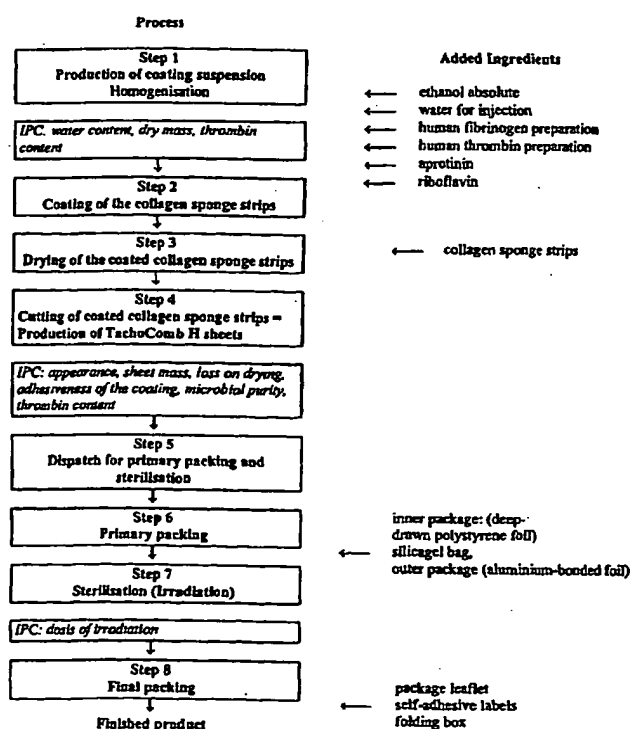 Process
Step 1
Production of coating suspension
Homogenisation
IPC. water content, dry mass, thrombin
content
Step 2
Coating of the collagen sponge strips
Step 3
Drying of the coated collagen sponge strips
Step 4
Cutting of coated collagen sponge strips =
Production of TachoComb H sheets
IPC: appearance, sheet mass, loss on drying,
adhesiveness of the coating, microbial purity,
thrombin content
Step 5
Dispatch for primary packing and
sterilisation
Step 6
Primary packing
Step 7
Sterilisation (Irradiation)
IPC: dosis of irradiation
Step 8
Final packing
Finished product
Added Ingredients
ethanol absolute
water for injection
human fibrinogen preparation
human thrombin preparation
aprotinin
riboflavin
collagen sponge strips
inner package: (deep-
drawn polystyrene foil)
silicagel bag,
outer package (aluminium-bonded foil)
package leaflet
self-adhesive labels
folding box